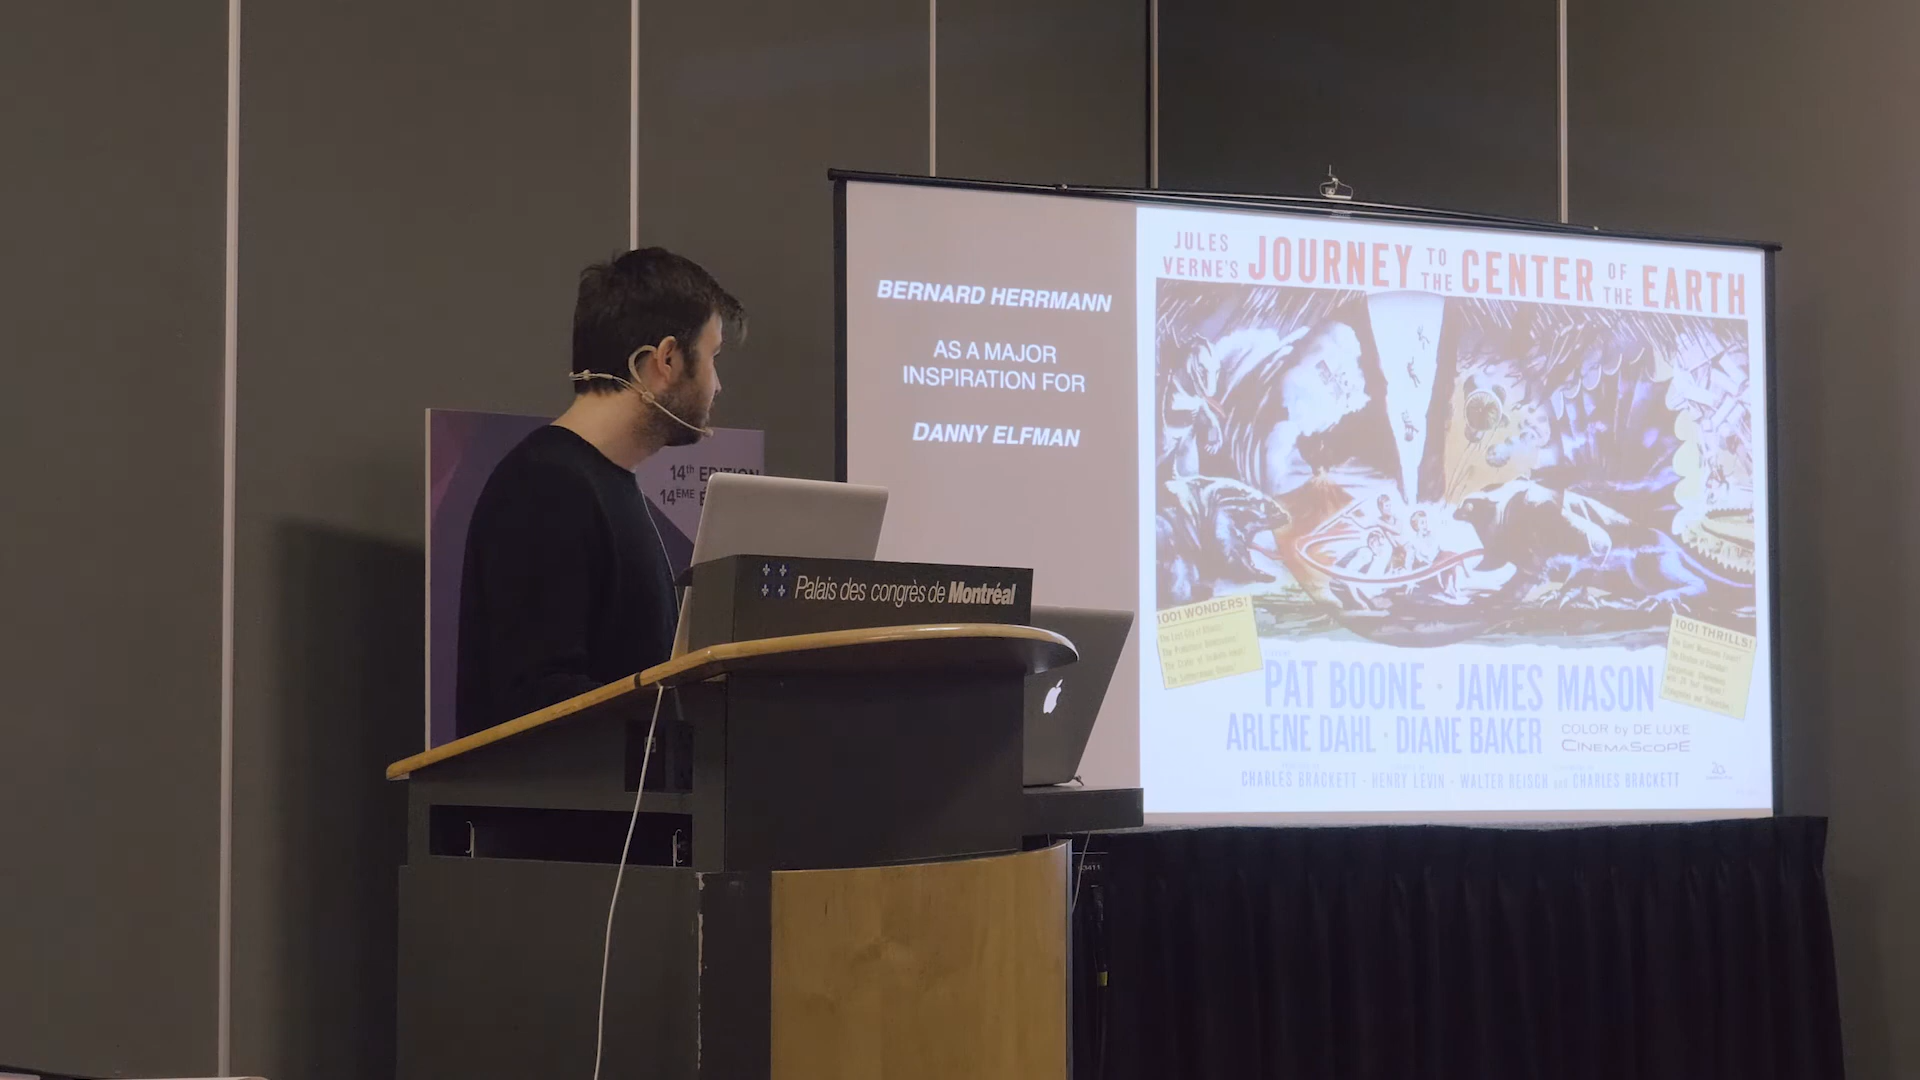 BERNARD HERRMANN
AS A MAJOR
INSPIRATION FOR
DANNY ELFMAN
JULES
VERNE'S
JOURNEY TO THE CENTER OF THE EARTH
1001 WONDERS!
1001 THRILLS!
PAT BOONE · JAMES MASON
ARLENE DAHL · DIANE BAKER
COLOR by DE LUXE
CINEMASCOPE
CHARLES BRACKETT · HENRY LEVIN · WALTER REISCH and CHARLES BRACKETT
14th EDITION
14EME
Palais des congrès de Montréal